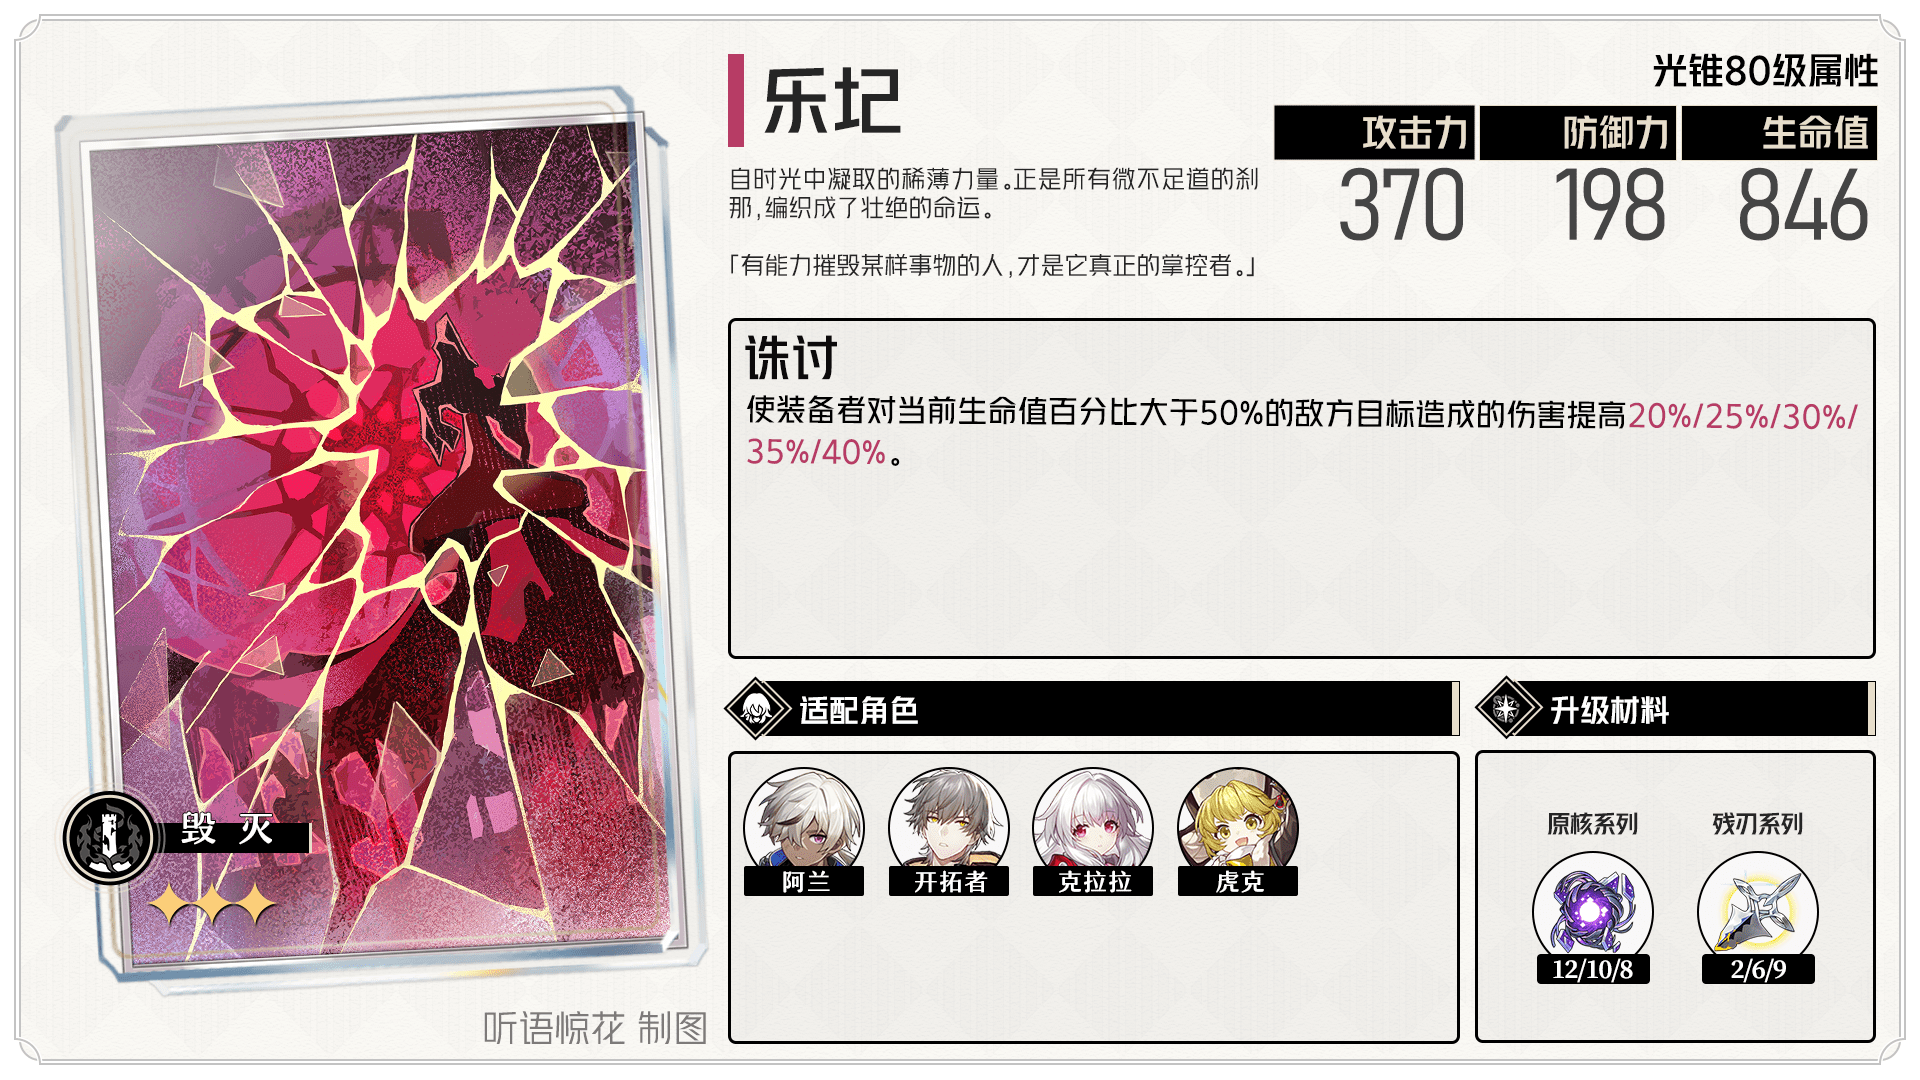 乐圮
自时光中凝取的稀薄力量。正是所有微不足道的刹
那,编织成了壮绝的命运。
「有能力摧毁某样事物的人,才是它真正的掌控者。」
光锥80级属性
攻击力 防御力 生命值
370 198 846
诛讨
使装备者对当前生命值百分比大于50%的敌方目标造成的伤害提高20%/25%/30%/
35%/40%。
毁 灭
适配角色
阿兰 开拓者 克拉拉 虎克
升级材料
原核系列 残刃系列
12/10/8 2/6/9
听语惊花 制图